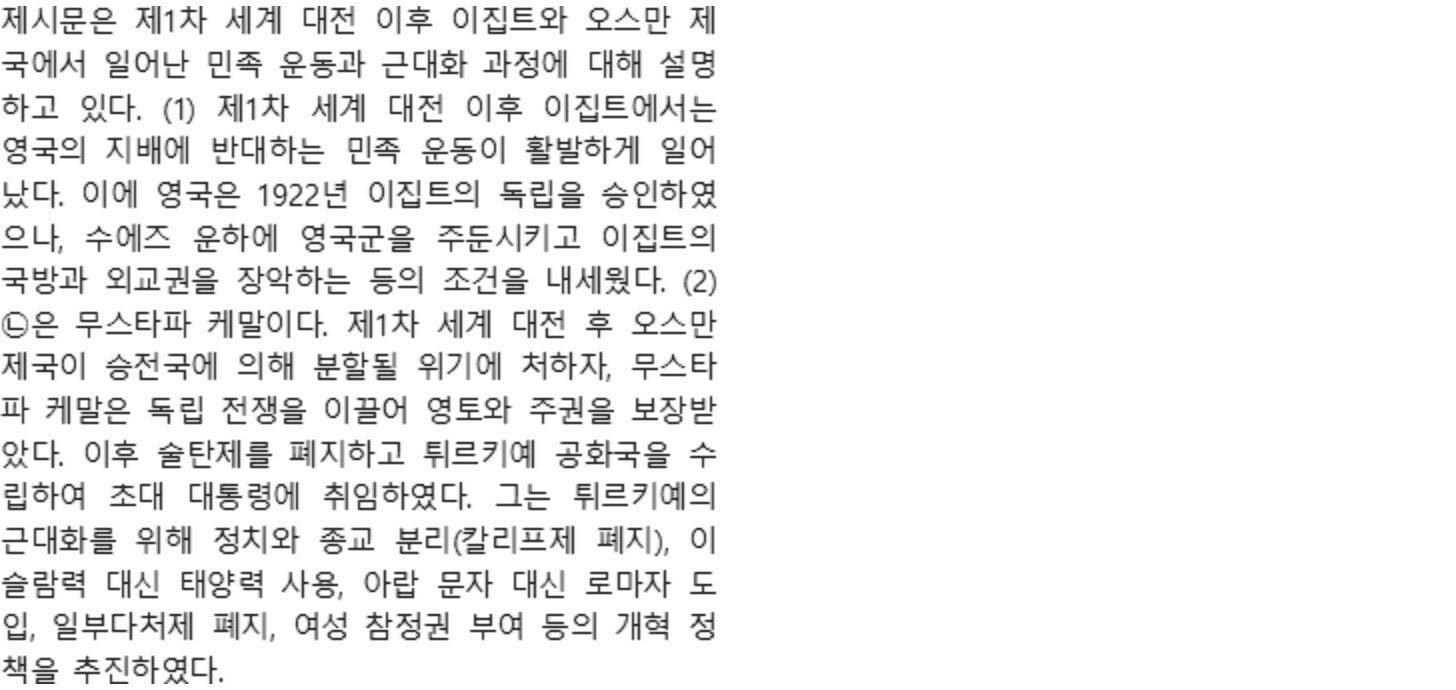 제시문은 제1차 세계 대전 이후 이집트와 오스만 제
국에서 일어난 민족 운동과 근대화 과정에 대해 설명
하고 있다. (1) 제1차 세계 대전 이후 이집트에서는
영국의 지배에 반대하는 민족 운동이 활발하게 일어
났다. 이에 영국은 1922년 이집트의 독립을 승인하였
으나, 수에즈 운하에 영국군을 주둔시키고 이집트의
국방과 외교권을 장악하는 등의 조건을 내세웠다. (2)
㉡은 무스타파 케말이다. 제1차 세계 대전 후 오스만
제국이 승전국에 의해 분할될 위기에 처하자, 무스타
파 케말은 독립 전쟁을 이끌어 영토와 주권을 보장받
았다. 이후 술탄제를 폐지하고 튀르키예 공화국을 수
립하여 초대 대통령에 취임하였다. 그는 튀르키예의
근대화를 위해 정치와 종교 분리(칼리프제 폐지), 이
슬람력 대신 태양력 사용, 아랍 문자 대신 로마자 도
입, 일부다처제 폐지, 여성 참정권 부여 등의 개혁 정
책을 추진하였다.